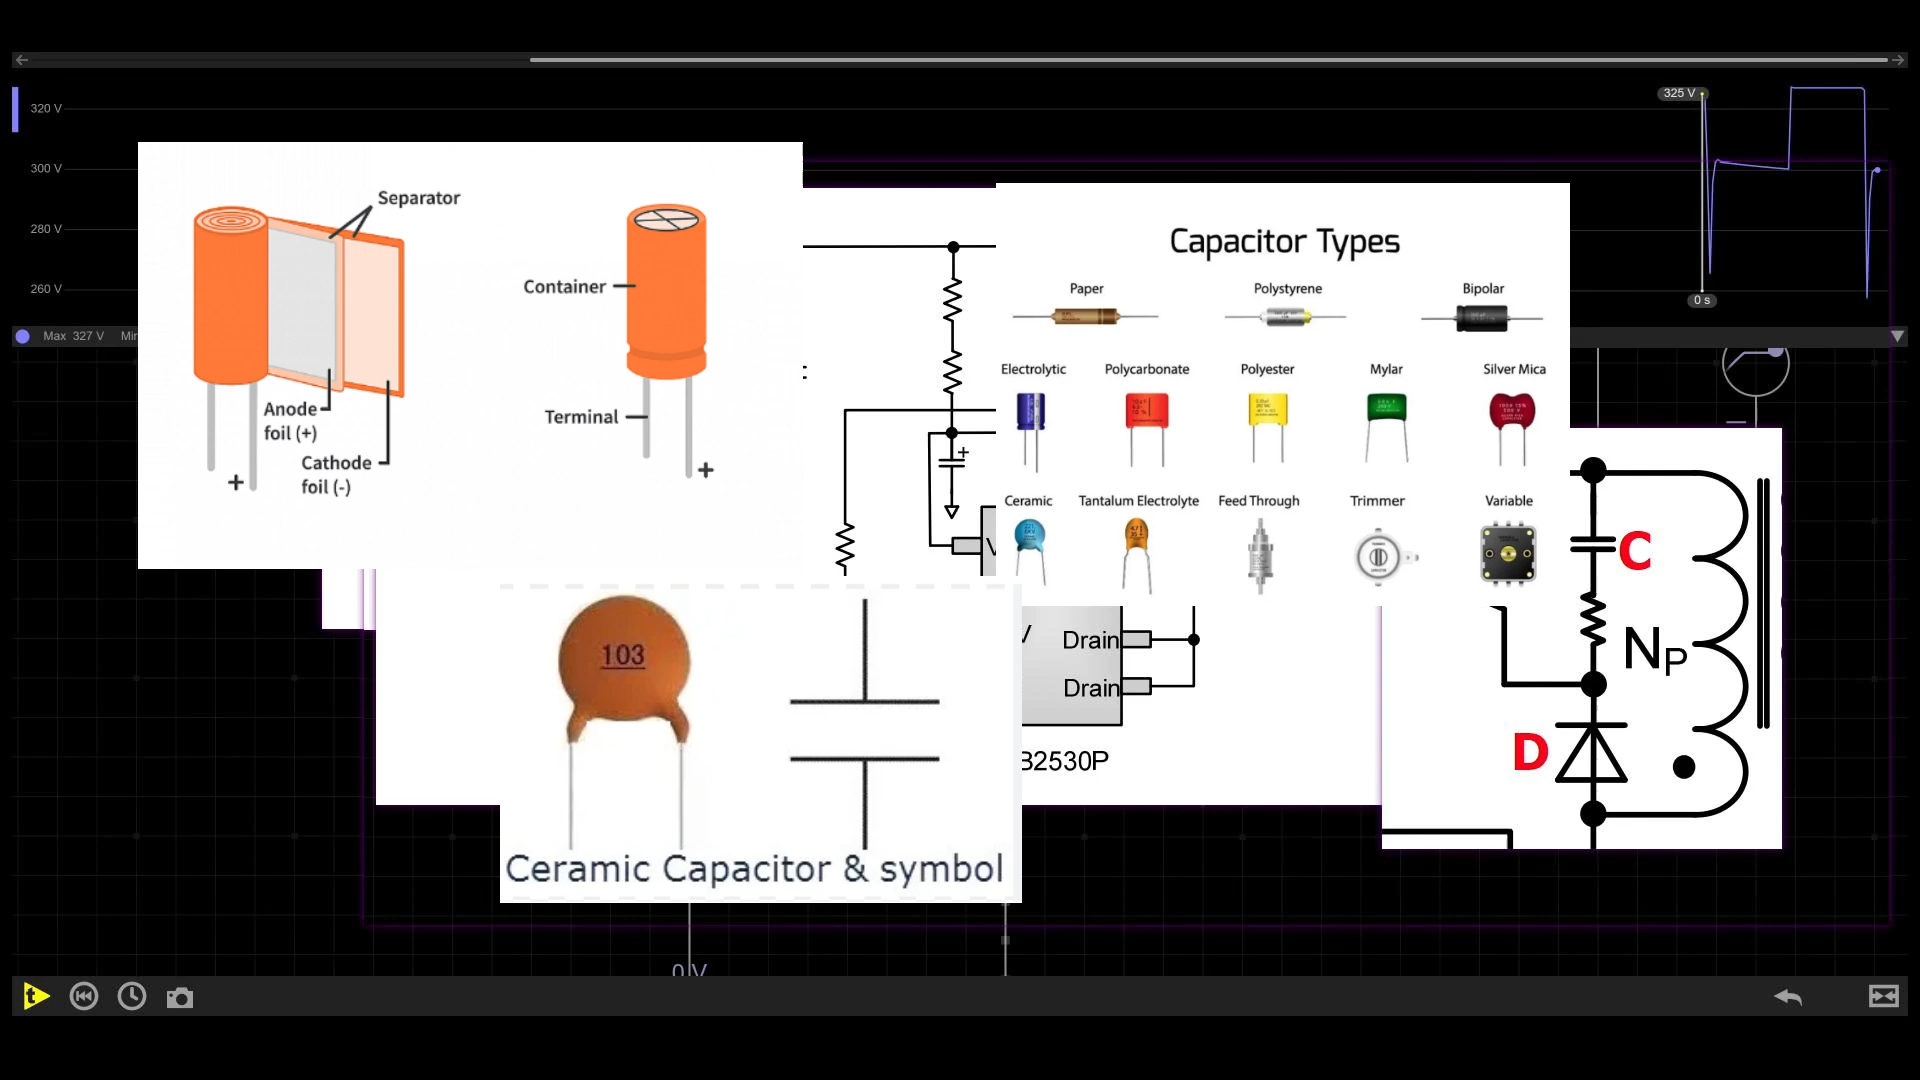 325 V
320 V
300 V
280 V
260 V
0 s
Max 327 V
Separator
Container
Terminal
Anode
foil (+)
Cathode
foil (-)
+
+
Capacitor Types
Paper
Polystyrene
Bipolar
Electrolytic
Polycarbonate
Polyester
Mylar
Silver Mica
Ceramic
Tantalum Electrolyte
Feed Through
Trimmer
Variable
+
V
Drain
Drain
B2530P
103
Ceramic Capacitor & symbol
C
NP
D
0 V
t